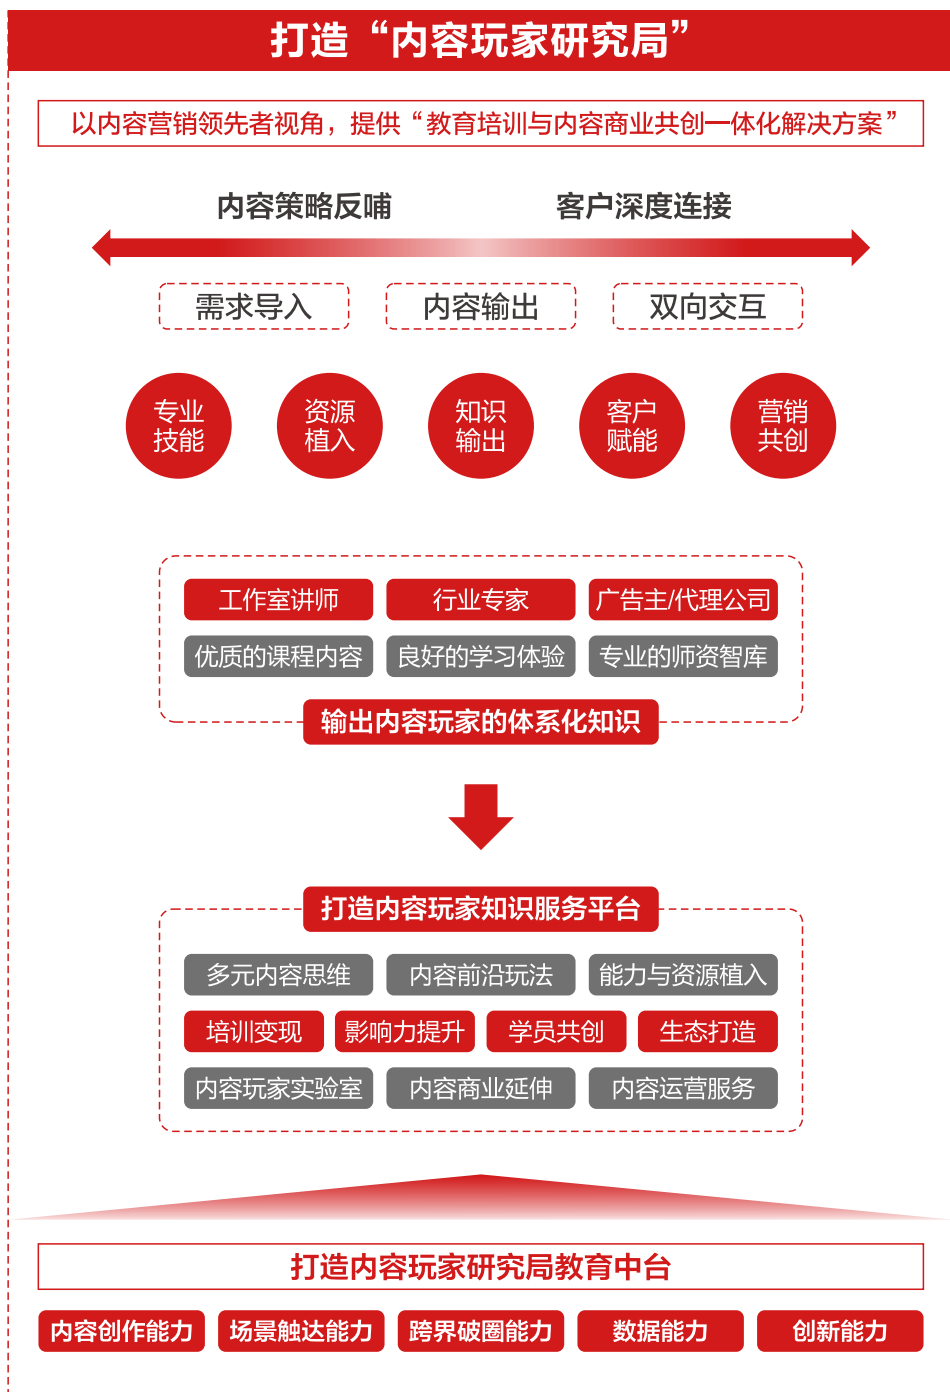 打造“内容玩家研究局”
以内容营销领先者视角，提供“教育培训与内容商业共创一体化解决方案”
内容策略反哺 客户深度连接
需求导入 内容输出 双向交互
专业
技能
资源
植入
知识
输出
客户
赋能
营销
共创
工作室讲师 行业专家 广告主/代理公司
优质的课程内容 良好的学习体验 专业的师资智库
输出内容玩家的体系化知识
打造内容玩家知识服务平台
多元内容思维 内容前沿玩法 能力与资源植入
培训变现 影响力提升 学员共创 生态打造
内容玩家实验室 内容商业延伸 内容运营服务
打造内容玩家研究局教育中台
内容创作能力 场景触达能力 跨界破圈能力 数据能力 创新能力